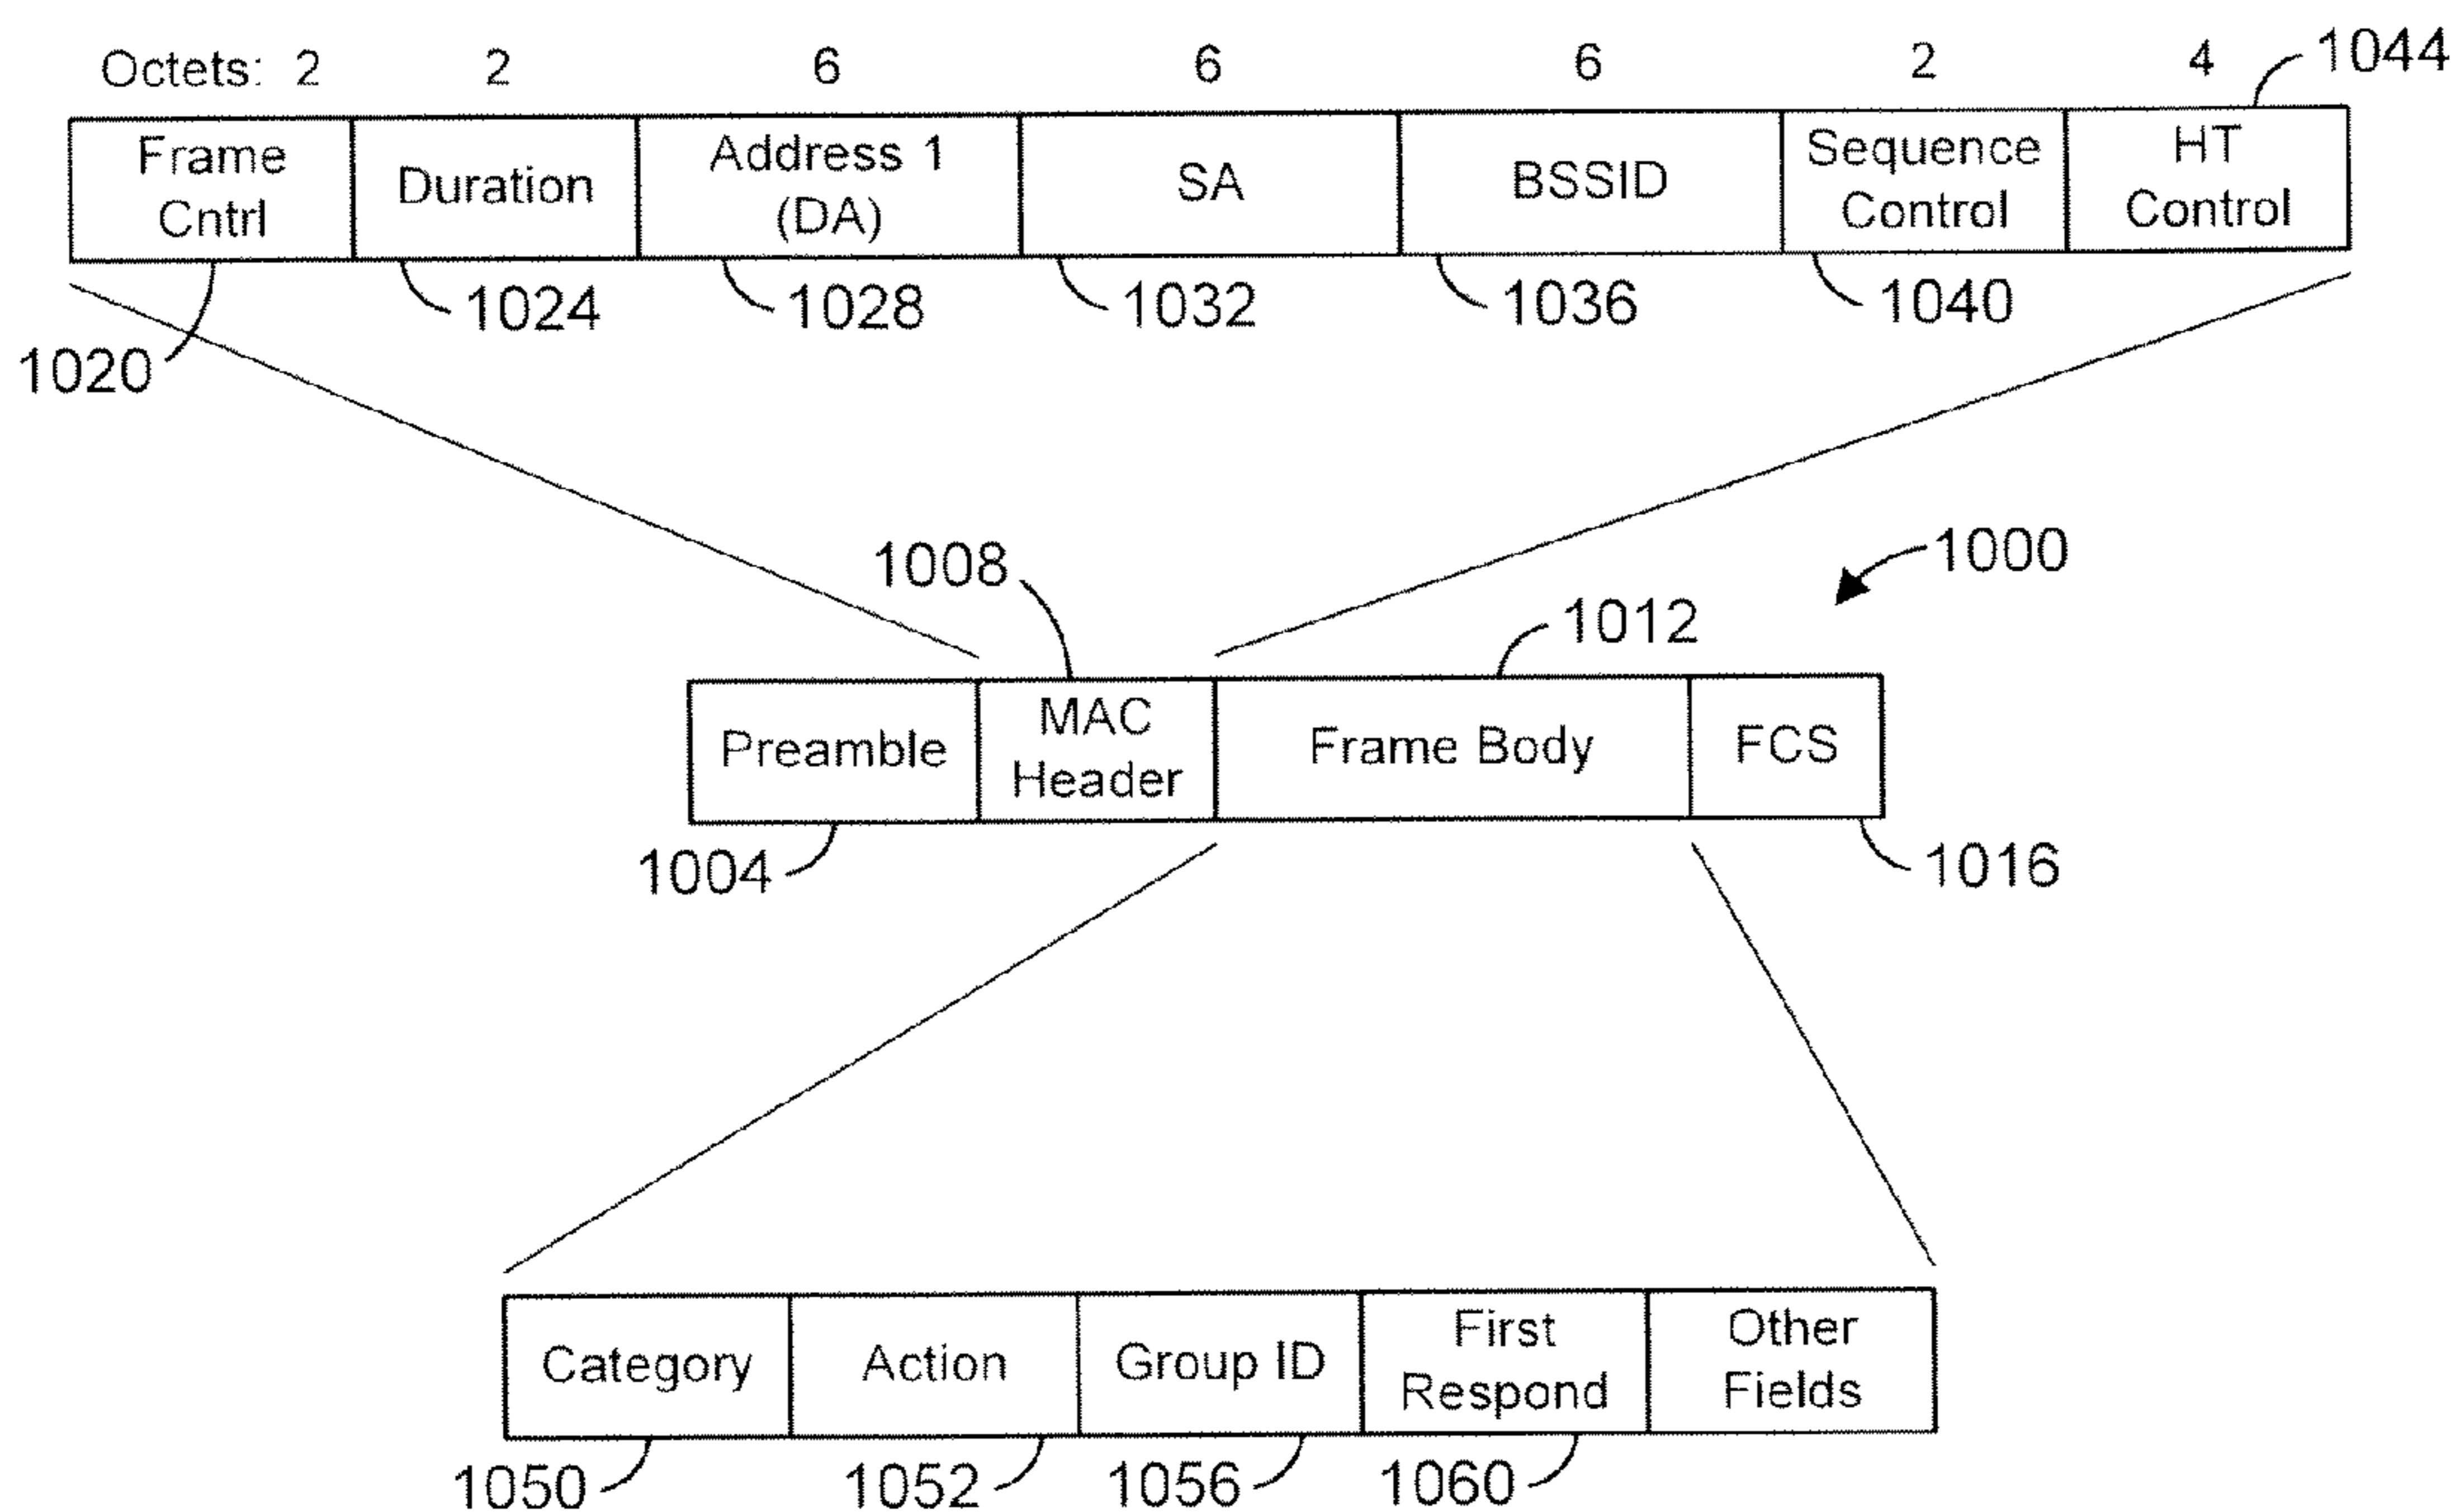 Octets: 2 2 6 6 6 2 4 1044
Frame Cntrl
Duration
Address 1 (DA)
SA
BSSID
Sequence Control
HT Control
1020
1024
1028
1032
1036
1040
1000
1008
1012
Preamble
MAC Header
Frame Body
FCS
1004
1016
Category
Action
Group ID
First Respond
Other Fields
1050
1052
1056
1060